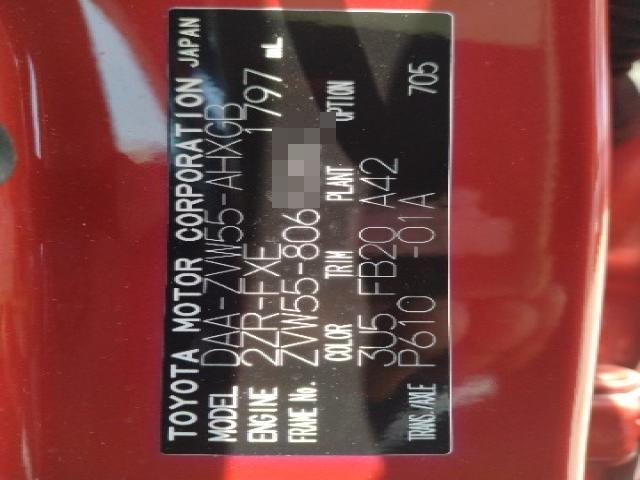 TOYOTA MOTOR CORPORATION JAPAN
MODEL DAA-ZVW55-AHXGB
ENGINE 2ZR-FXE 1797 mL
FRAME No. ZVW55-806
COLOR TRIM PLANT OPTION
3U5 FB20 A42
TRANS./AXLE P610 -01A 705